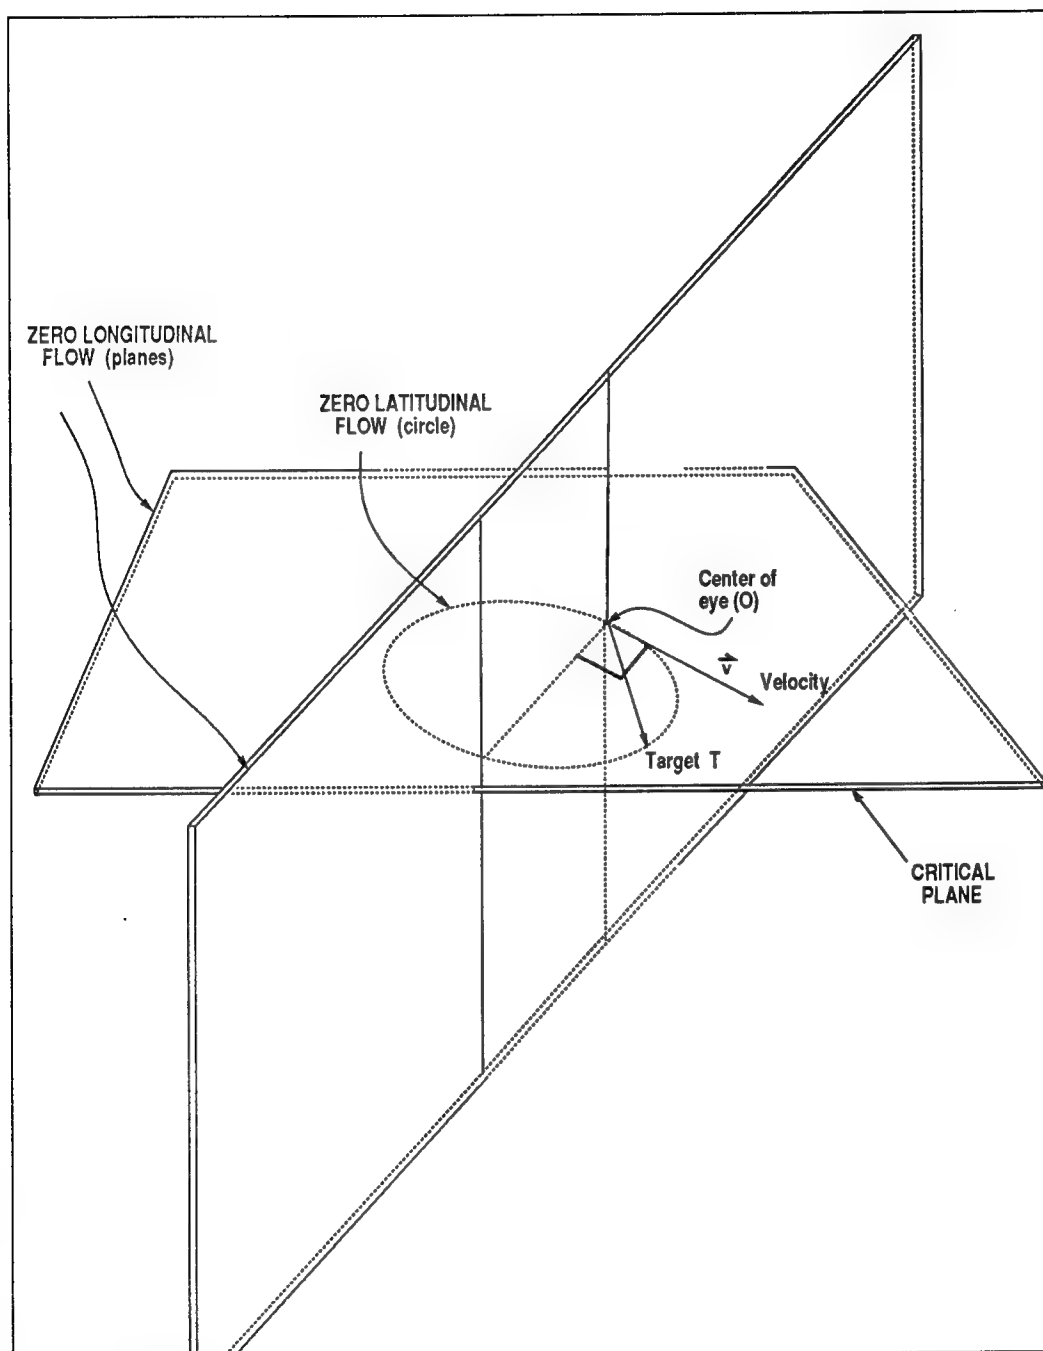 ZERO LONGITUDINAL
FLOW (planes)
ZERO LATITUDINAL
FLOW (circle)
Center of
eye (O)
v
Velocity
Target T
CRITICAL
PLANE